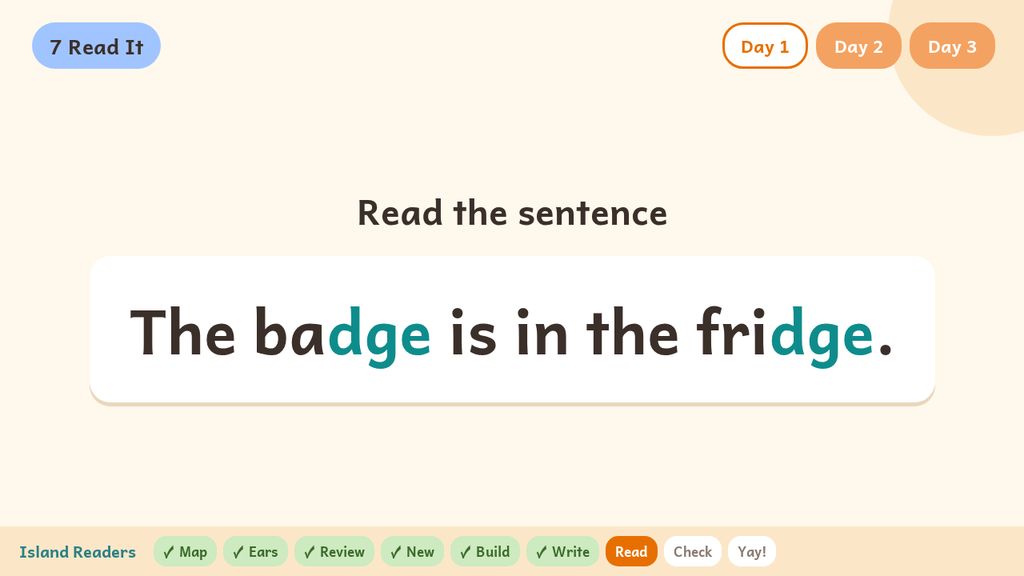 7 Read It
Day 1 Day 2 Day 3
Read the sentence
The badge is in the fridge.
Island Readers ✓ Map ✓ Ears ✓ Review ✓ New ✓ Build ✓ Write Read Check Yay!